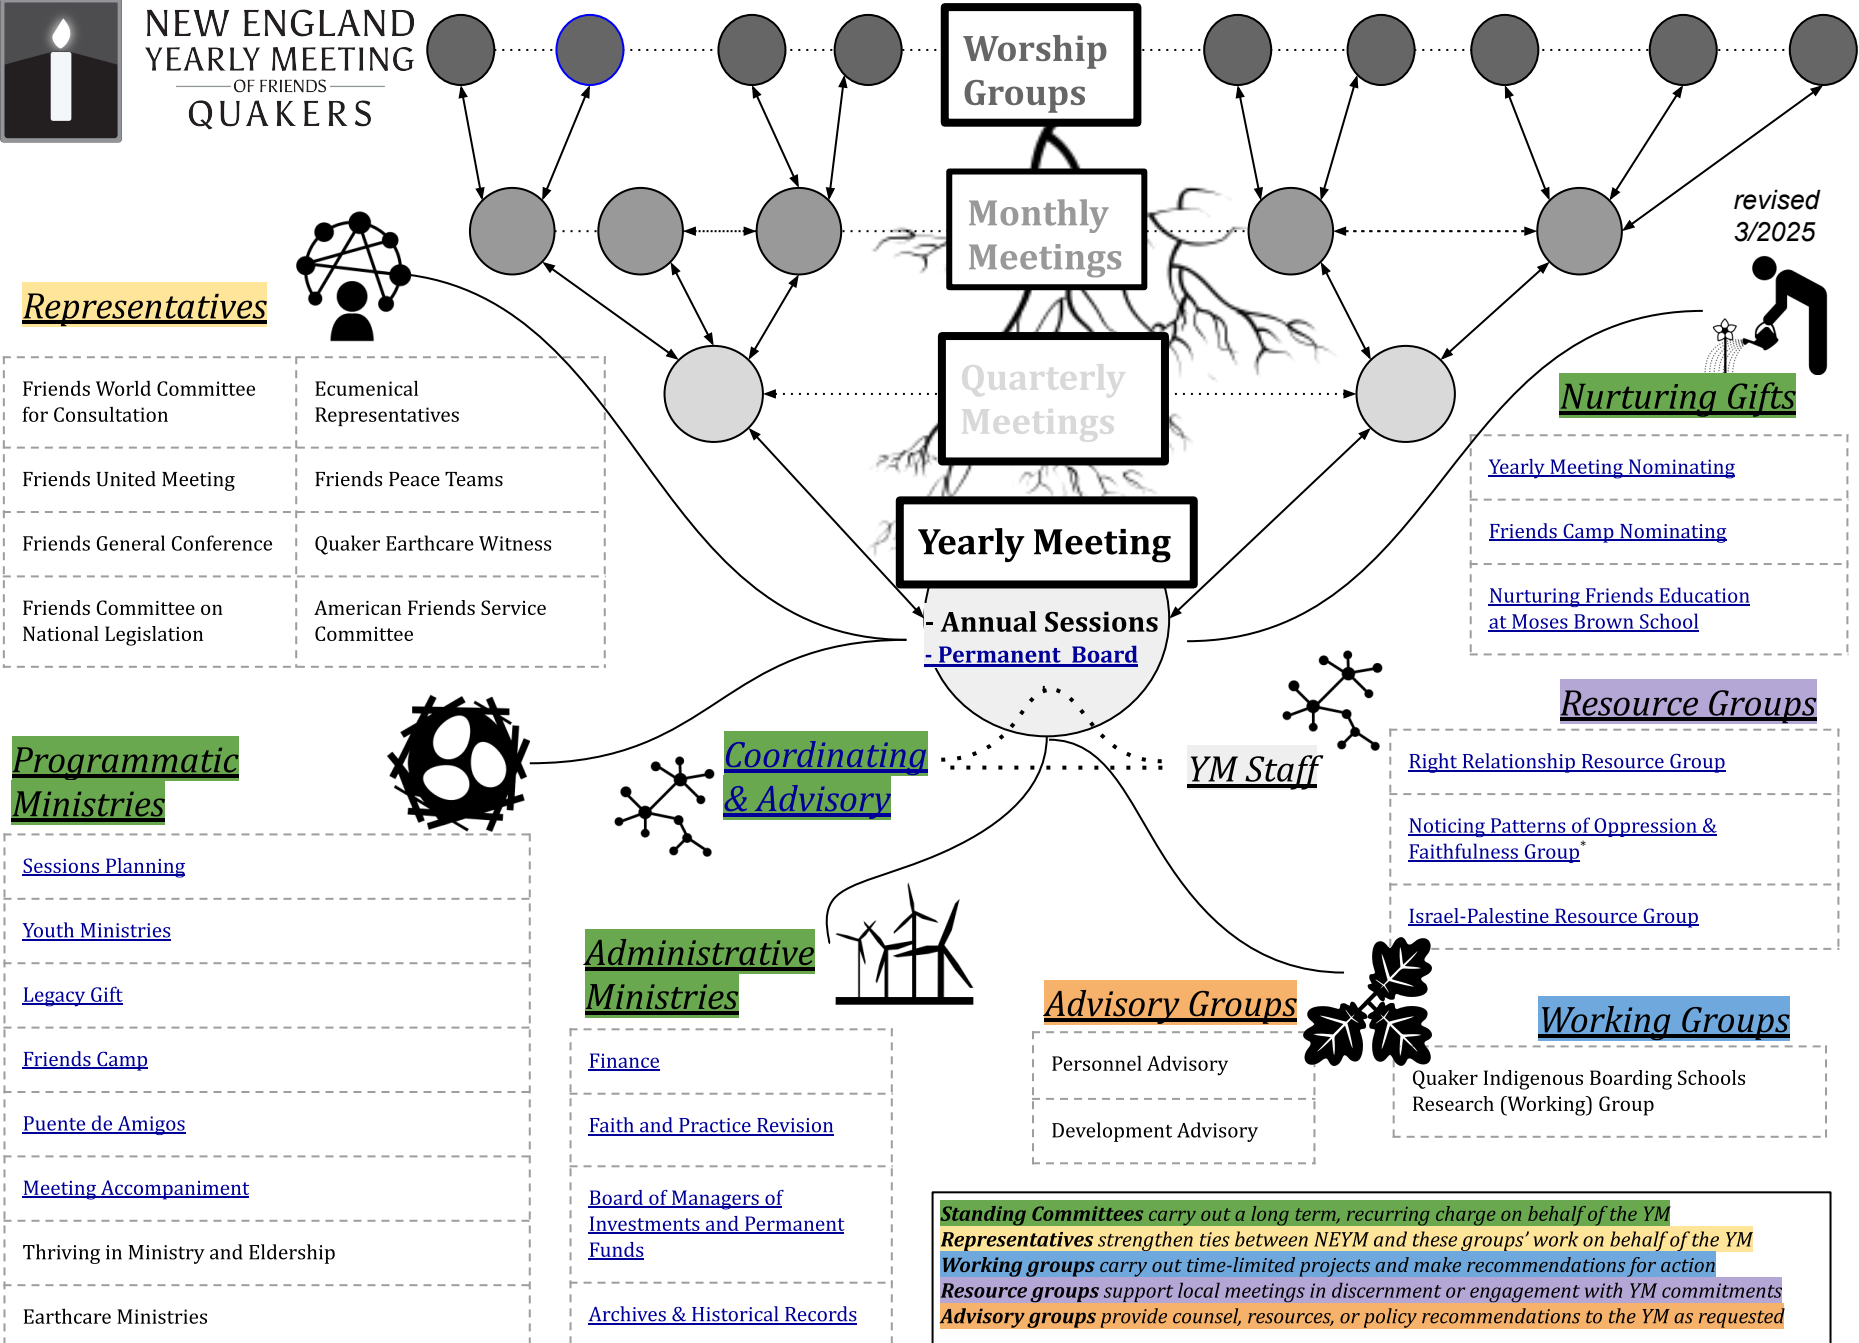 NEW ENGLAND
YEARLY MEETING
OF FRIENDS
QUAKERS
Worship
Groups
Monthly
Meetings
revised
3/2025
Quarterly
Meetings
Yearly Meeting
- Annual Sessions
- Permanent Board
Representatives
Friends World Committee
for Consultation
Ecumenical
Representatives
Friends United Meeting
Friends Peace Teams
Friends General Conference
Quaker Earthcare Witness
Friends Committee on
National Legislation
American Friends Service
Committee
Nurturing Gifts
Yearly Meeting Nominating
Friends Camp Nominating
Nurturing Friends Education
at Moses Brown School
Programmatic
Ministries
Sessions Planning
Youth Ministries
Legacy Gift
Friends Camp
Puente de Amigos
Meeting Accompaniment
Thriving in Ministry and Eldership
Earthcare Ministries
Coordinating
& Advisory
YM Staff
Resource Groups
Right Relationship Resource Group
Noticing Patterns of Oppression &
Faithfulness Group*
Israel-Palestine Resource Group
Administrative
Ministries
Finance
Faith and Practice Revision
Board of Managers of
Investments and Permanent
Funds
Archives & Historical Records
Advisory Groups
Personnel Advisory
Development Advisory
Working Groups
Quaker Indigenous Boarding Schools
Research (Working) Group
Standing Committees carry out a long term, recurring charge on behalf of the YM
Representatives strengthen ties between NEYM and these groups' work on behalf of the YM
Working groups carry out time-limited projects and make recommendations for action
Resource groups support local meetings in discernment or engagement with YM commitments
Advisory groups provide counsel, resources, or policy recommendations to the YM as requested